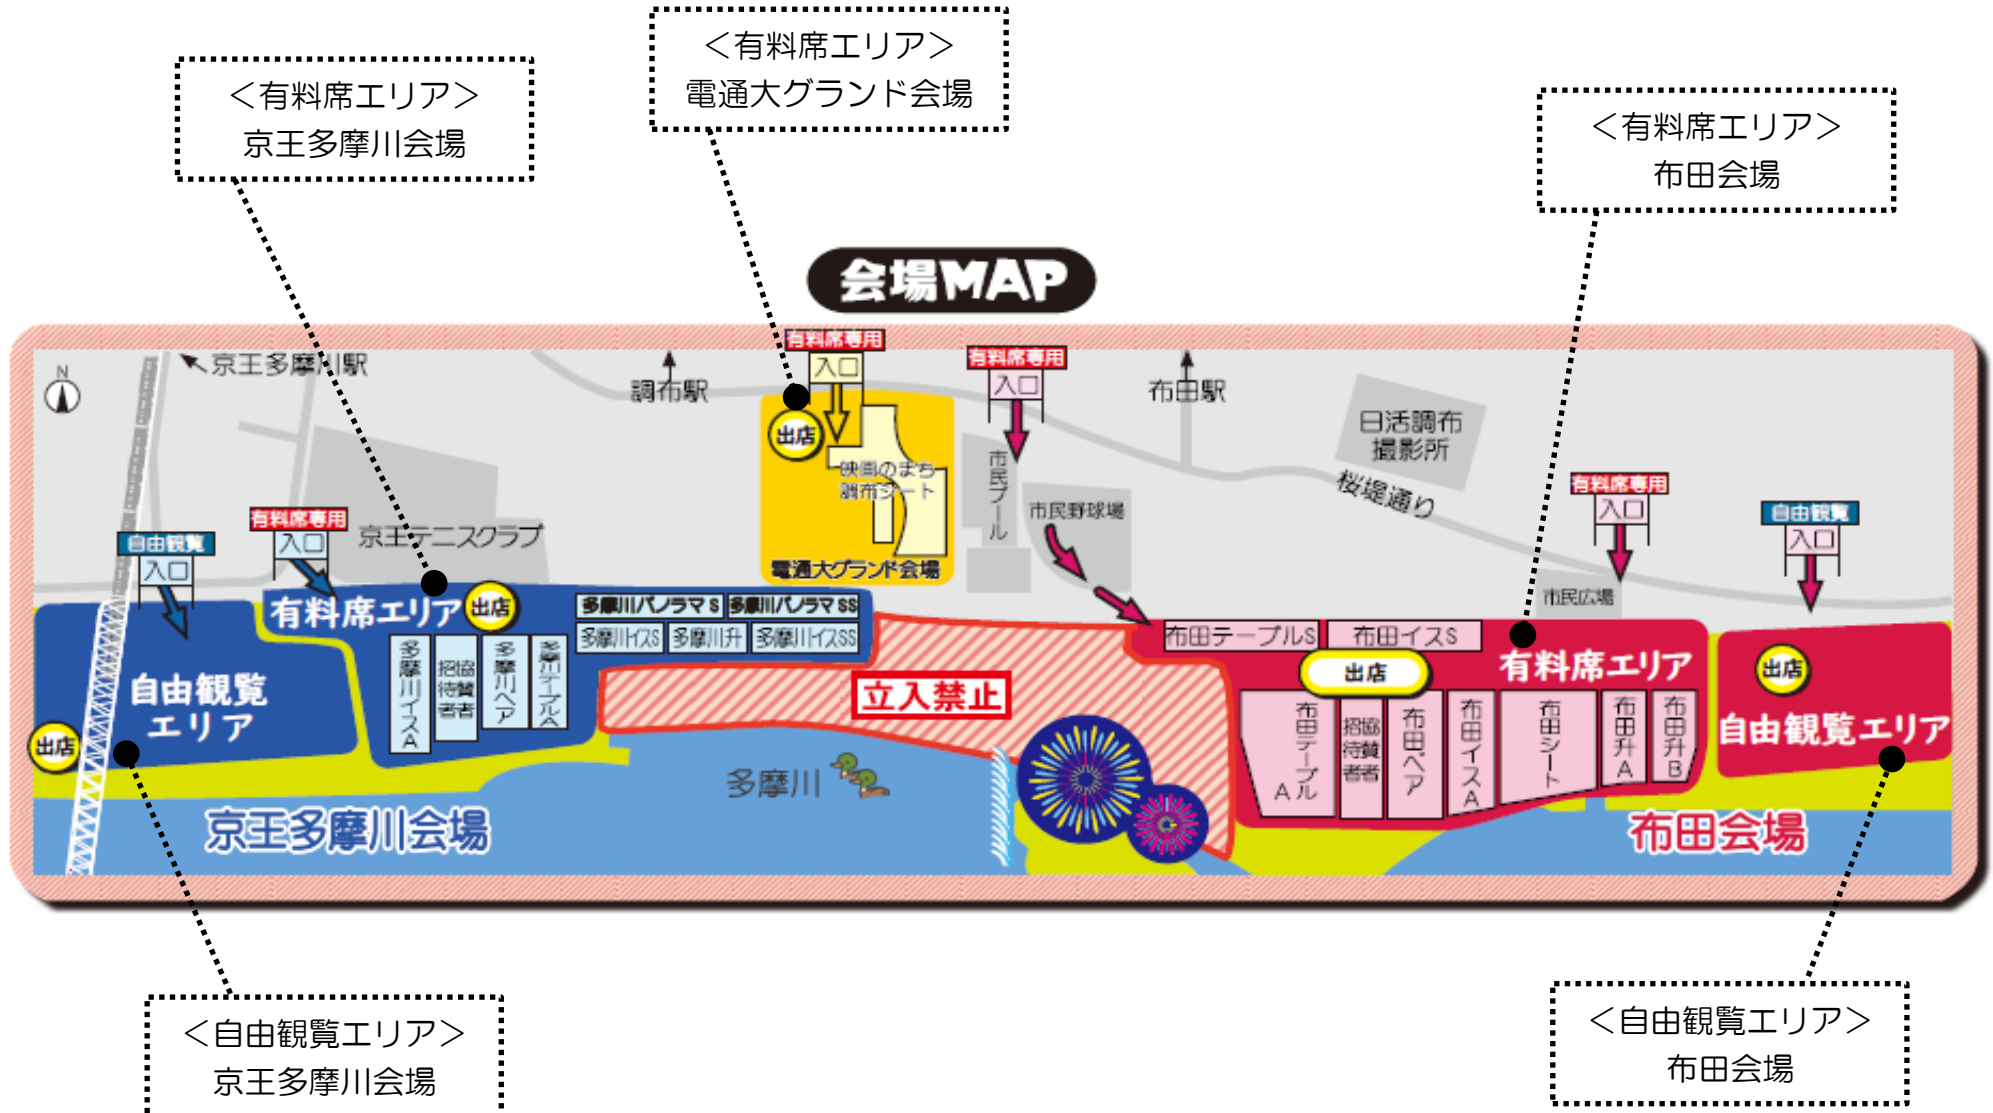 ＜有料席エリア＞
電通大グランド会場
＜有料席エリア＞
京王多摩川会場
＜有料席エリア＞
布田会場
会場MAP
N
京王多摩川駅
調布駅
有料席専用
入口
有料席専用
入口
布田駅
日活調布
撮影所
桜堤通り
出店
映画のまち
調布シート
電通大グランド会場
市民プール
市民野球場
有料席専用
入口
自由観覧
入口
市民広場
自由観覧
入口
有料席専用
入口
京王テニスクラブ
有料席エリア
出店
多摩川パノラマS
多摩川パノラマSS
多摩川イスS
多摩川升
多摩川イスSS
多摩川イスA
協賛者
招待者
多摩川ペア
多摩川テーブルA
自由観覧
エリア
出店
立入禁止
多摩川
京王多摩川会場
布田テーブルS
布田イスS
出店
有料席エリア
布田テーブル
A
協賛者
招待者
布田ペア
布田イスA
布田シート
布田升A
布田升B
出店
自由観覧エリア
布田会場
＜自由観覧エリア＞
京王多摩川会場
＜自由観覧エリア＞
布田会場